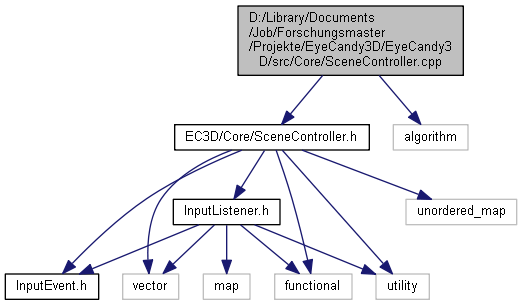 D:/Library/Documents
/Job/Forschungsmaster
/Projekte/EyeCandy3D/EyeCandy3
D/src/Core/SceneController.cpp
EC3D/Core/SceneController.h
algorithm
InputListener.h
unordered_map
InputEvent.h
vector
map
functional
utility